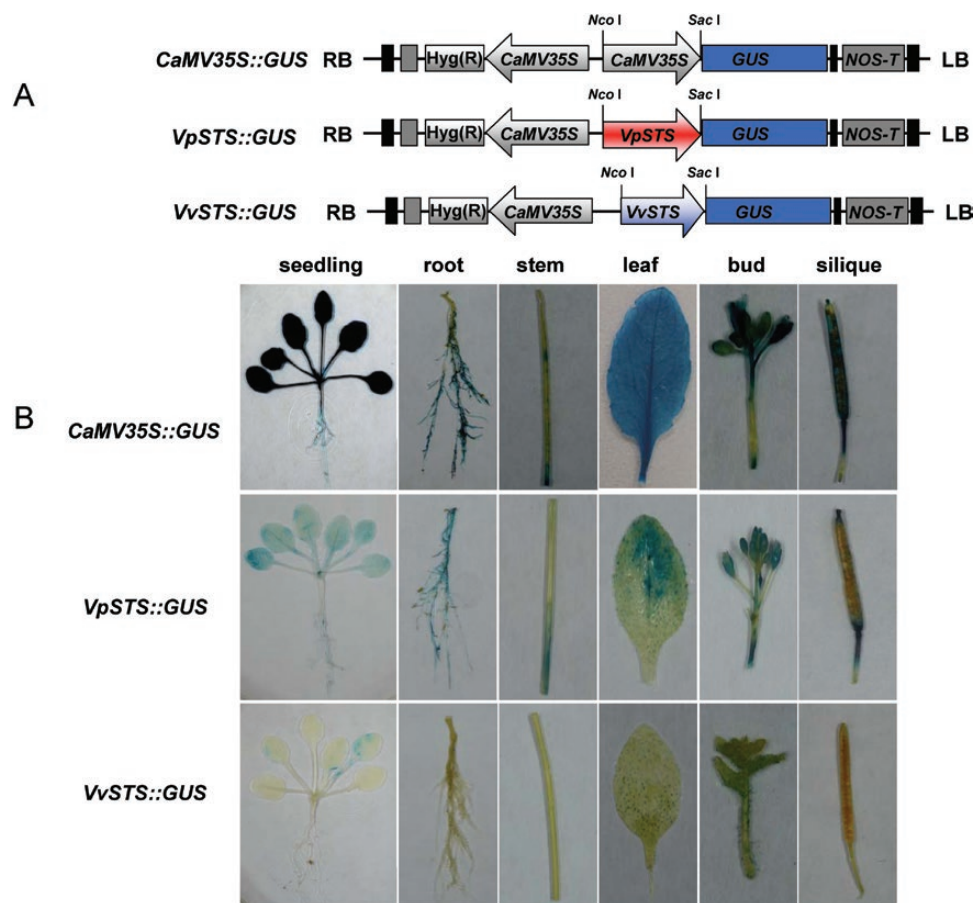 A
Nco I Sac I
CaMV35S::GUS RB Hyg(R) CaMV35S CaMV35S GUS NOS-T LB
Nco I Sac I
VpSTS::GUS RB Hyg(R) CaMV35S VpSTS GUS NOS-T LB
Nco I Sac I
VvSTS::GUS RB Hyg(R) CaMV35S VvSTS GUS NOS-T LB
B
seedling root stem leaf bud silique
CaMV35S::GUS
VpSTS::GUS
VvSTS::GUS